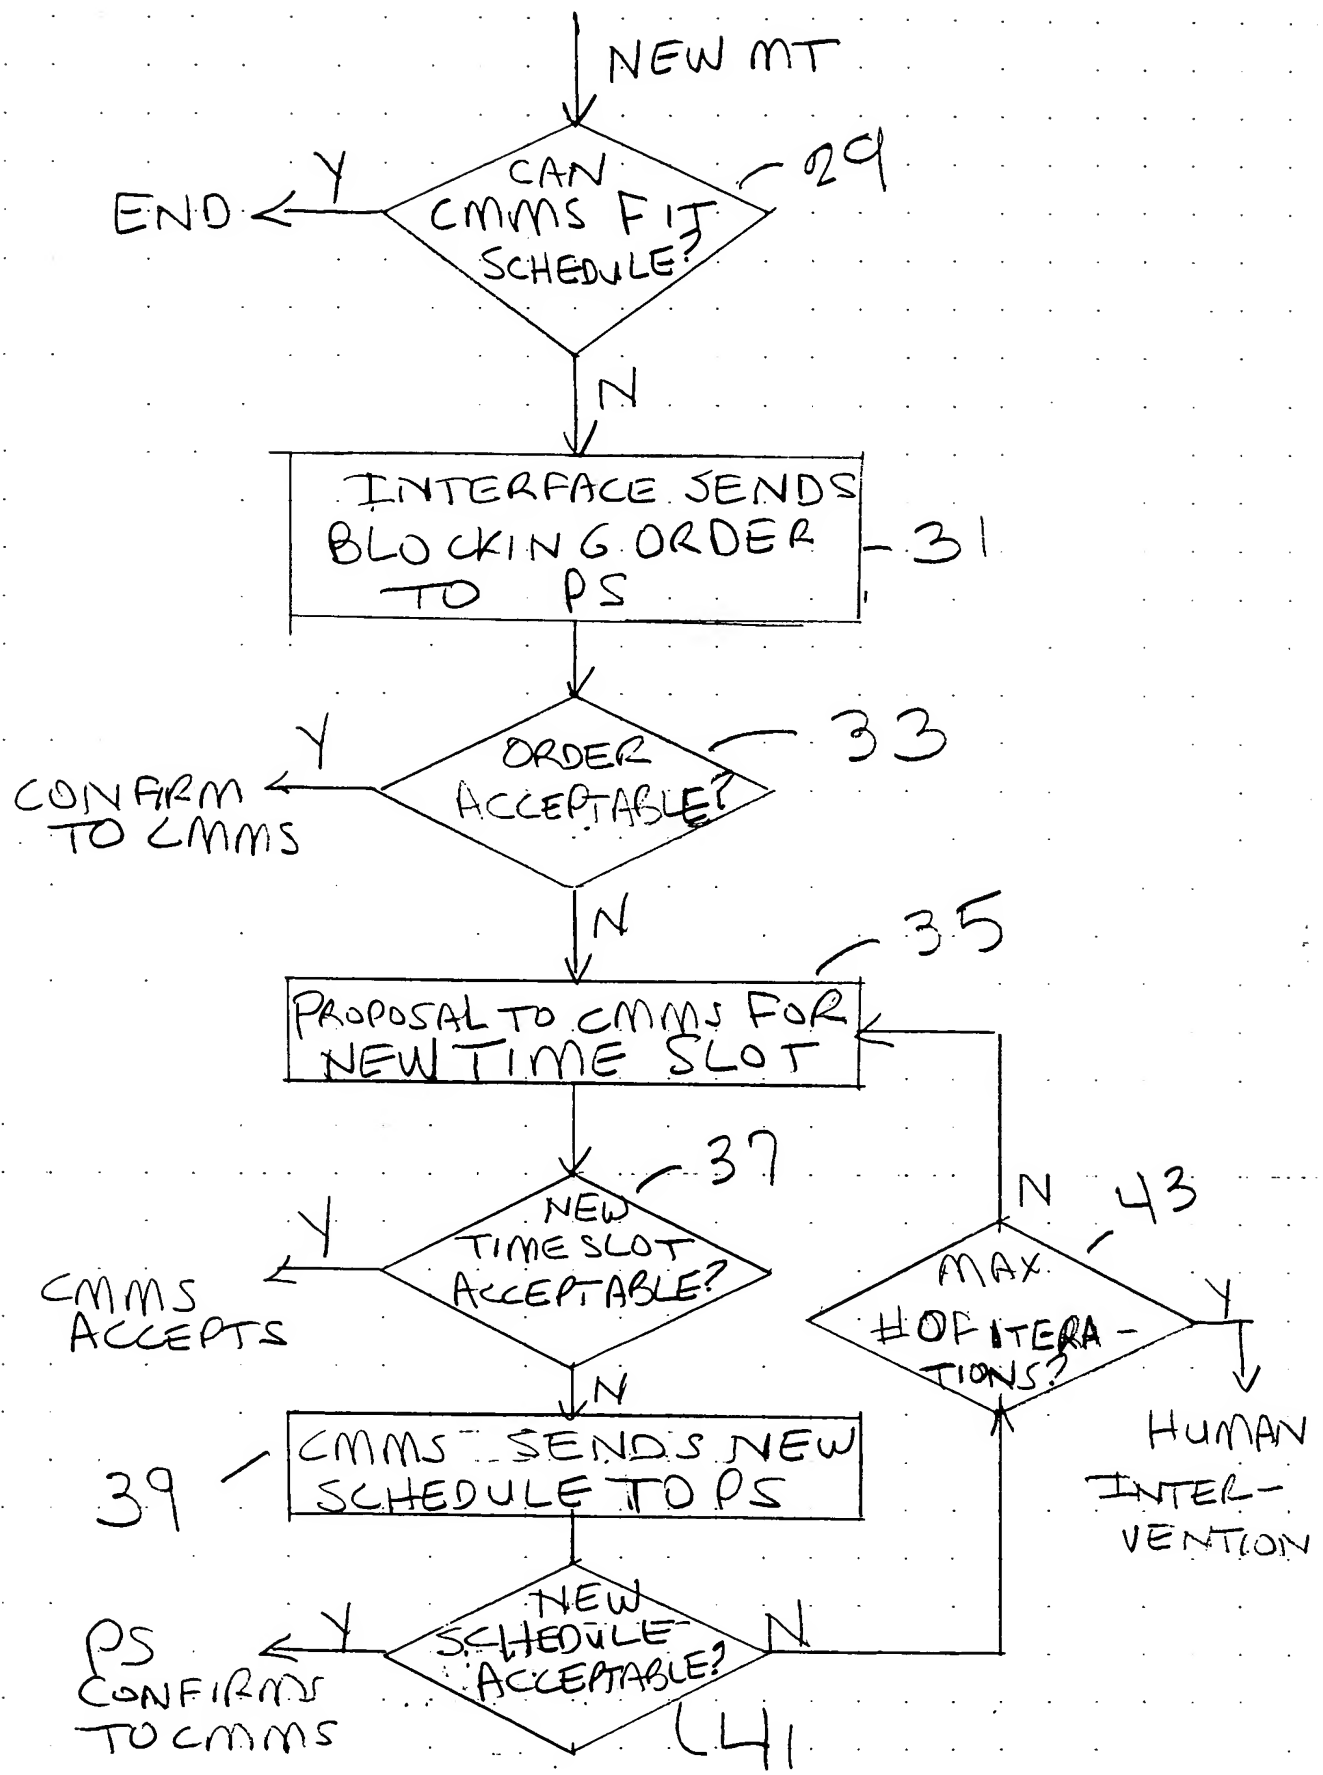 NEW MT
29
Y
CAN
CMMS FIT
SCHEDULE?
END
N
INTERFACE SENDS
BLOCKING ORDER
TO PS
31
33
Y
ORDER
ACCEPTABLE?
CONFIRM
TO CMMS
N
35
PROPOSAL TO CMMS FOR
NEW TIME SLOT
37
Y
NEW
TIME SLOT
ACCEPTABLE?
CMMS
ACCEPTS
N
43
MAX
# OF ITERA-
TIONS?
Y
HUMAN
INTER-
VENTION
N
39
CMMS SENDS NEW
SCHEDULE TO PS
Y
NEW
SCHEDULE
ACCEPTABLE?
N
PS
CONFIRMS
TO CMMS
41